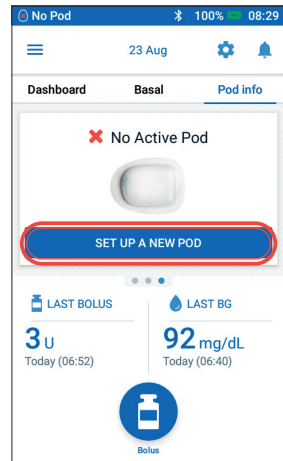 No Pod 100% 08:29
23 Aug
Dashboard Basal Pod info
No Active Pod
SET UP A NEW POD
LAST BOLUS LAST BG
3 U 92 mg/dL
Today (06:52) Today (06:40)
Bolus